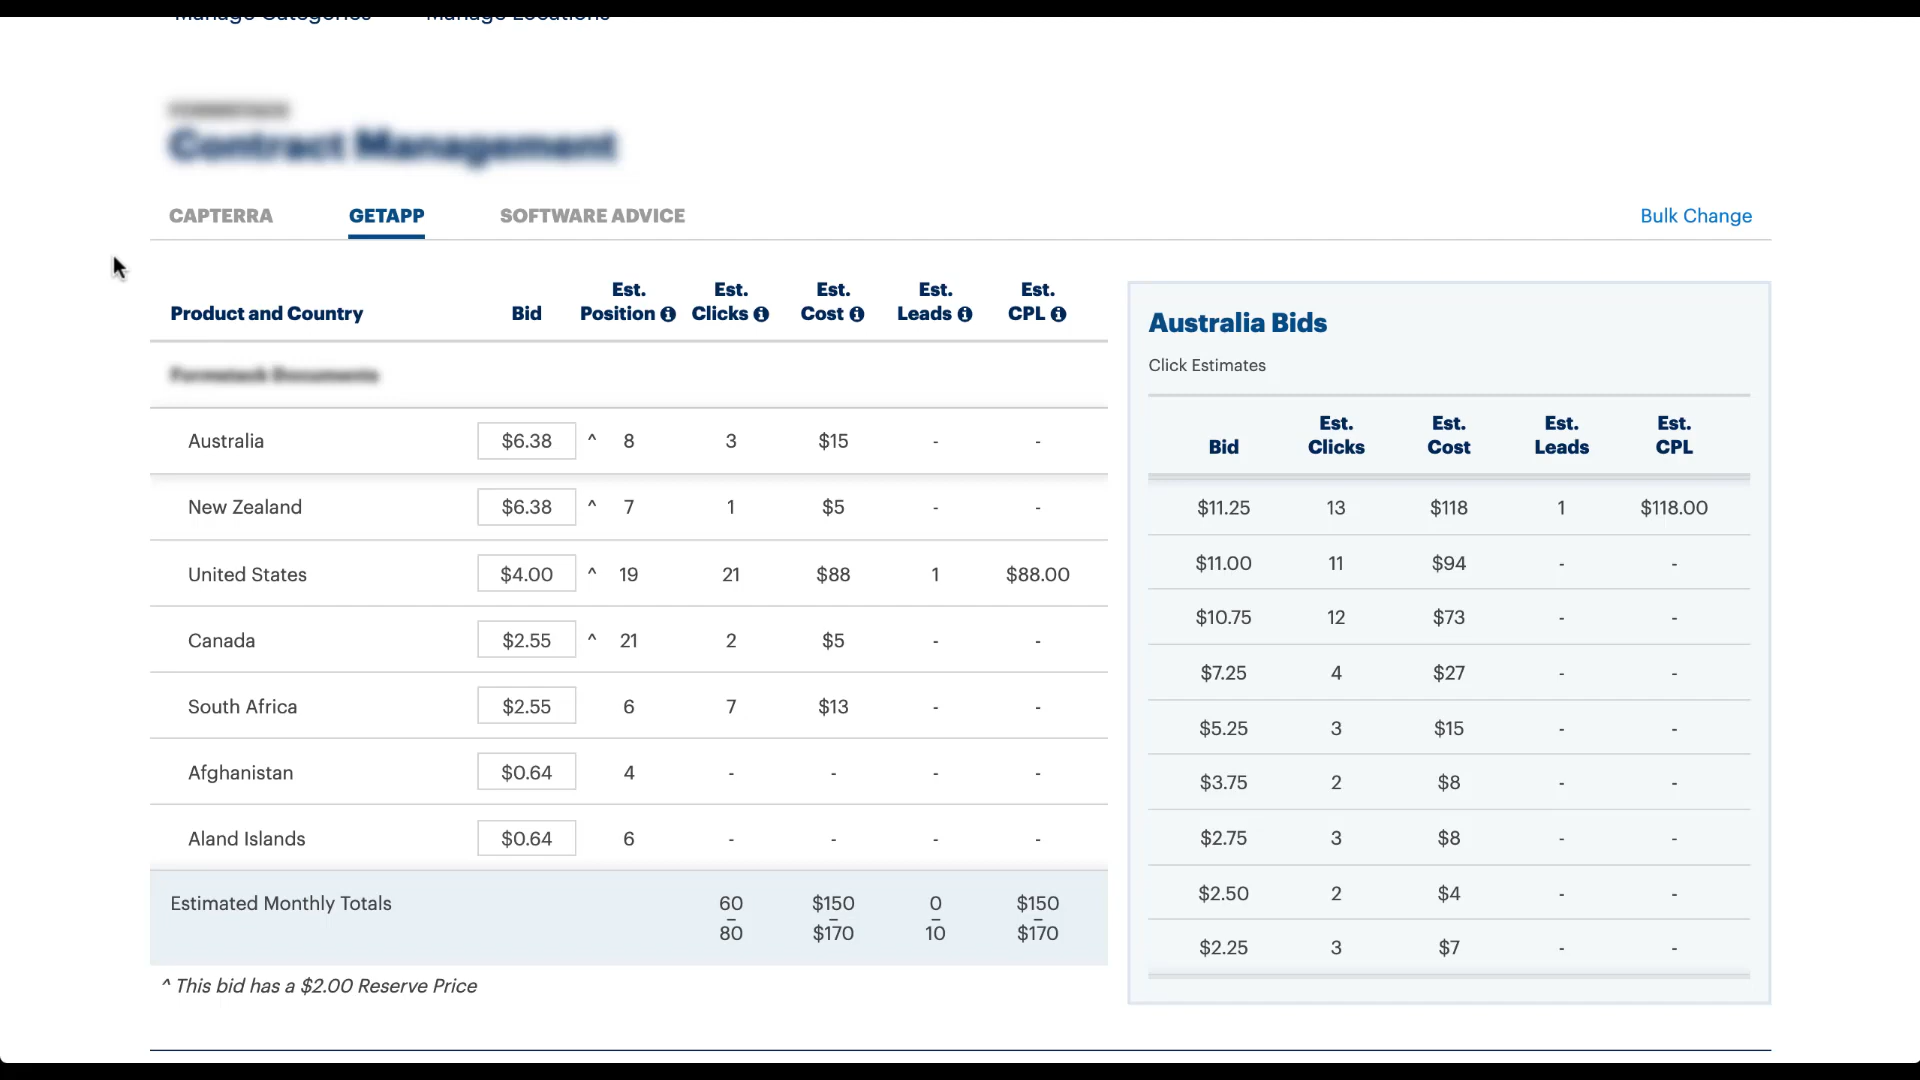 Manage Categories Manage Locations
Contract Management
CAPTERRA GETAPP SOFTWARE ADVICE Bulk Change
Product and Country Bid Est. Position Est. Clicks Est. Cost Est. Leads Est. CPL
Australia $6.38 ^ 8 3 $15 - -
New Zealand $6.38 ^ 7 1 $5 - -
United States $4.00 ^ 19 21 $88 1 $88.00
Canada $2.55 ^ 21 2 $5 - -
South Africa $2.55 6 7 $13 - -
Afghanistan $0.64 4 - - - -
Aland Islands $0.64 6 - - - -
Estimated Monthly Totals 60 – 80 $150 – $170 0 – 10 $150 – $170
^ This bid has a $2.00 Reserve Price
Australia Bids
Click Estimates
Bid Est. Clicks Est. Cost Est. Leads Est. CPL
$11.25 13 $118 1 $118.00
$11.00 11 $94 - -
$10.75 12 $73 - -
$7.25 4 $27 - -
$5.25 3 $15 - -
$3.75 2 $8 - -
$2.75 3 $8 - -
$2.50 2 $4 - -
$2.25 3 $7 - -